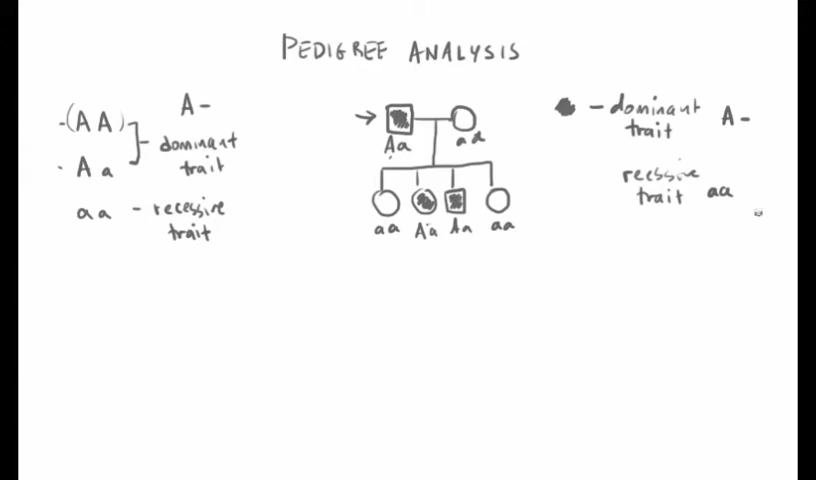 PEDIGREE ANALYSIS
-(AA)
A-
dominant
trait
- Aa
aa - recessive
trait
→
Aa
aa
aa Aa Aa aa
- dominant
trait A-
recessive
trait aa